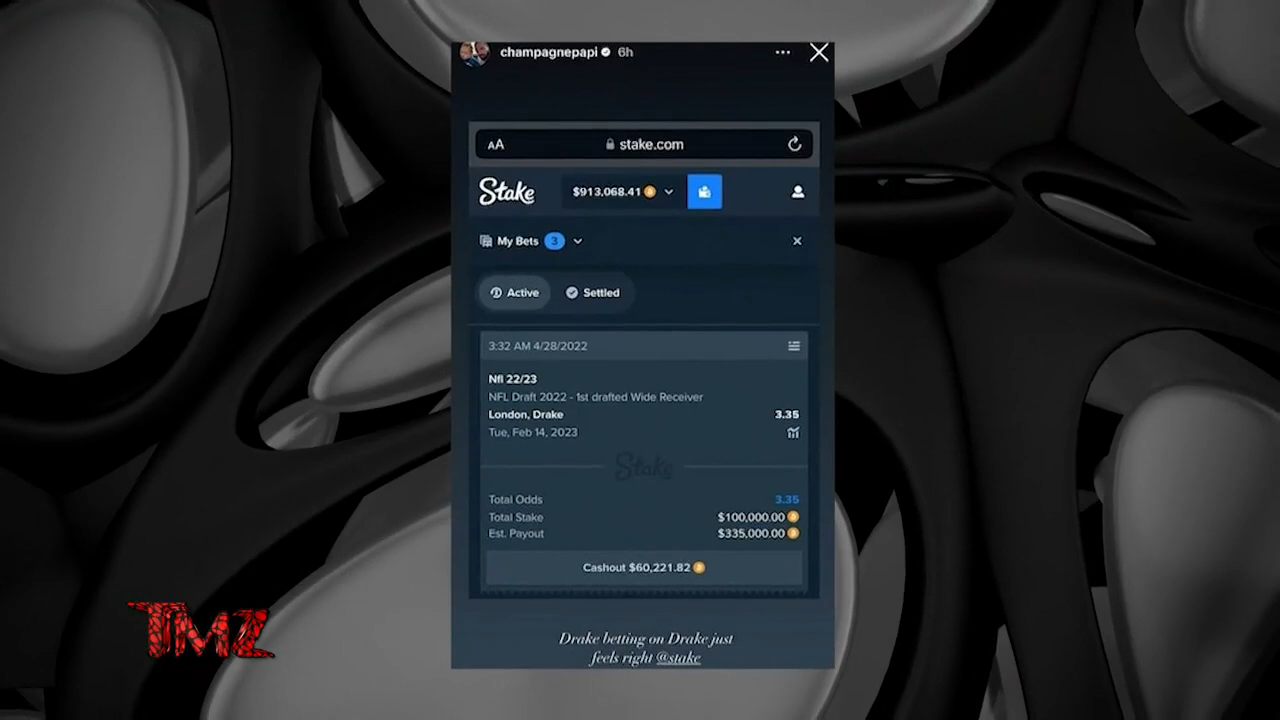 champagnepapi 6h
AA stake.com
Stake $913,068.41
My Bets 3
Active Settled
3:32 AM 4/28/2022
Nfl 22/23
NFL Draft 2022 - 1st drafted Wide Receiver
London, Drake 3.35
Tue, Feb 14, 2023
Stake
Total Odds 3.35
Total Stake $100,000.00
Est. Payout $335,000.00
Cashout $60,221.82
Drake betting on Drake just
feels right @stake
TMZ